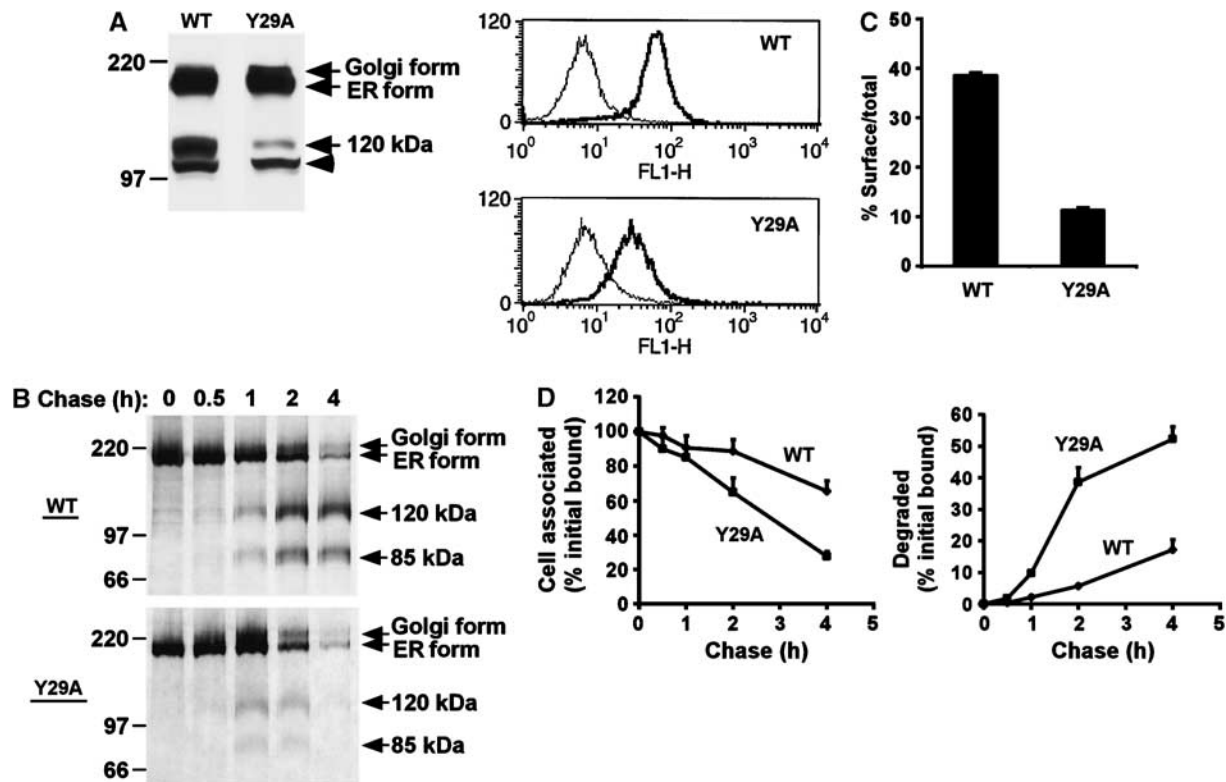 A
WT Y29A
220
Golgi form
ER form
120 kDa
97
120
0
WT
10^0 10^1 10^2 10^3 10^4
FL1-H
120
0
Y29A
10^0 10^1 10^2 10^3 10^4
FL1-H
C
% Surface/total
50
40
30
20
10
0
WT Y29A
B Chase (h): 0 0.5 1 2 4
WT
220
97
66
Golgi form
ER form
120 kDa
85 kDa
Y29A
220
97
66
Golgi form
ER form
120 kDa
85 kDa
D
Cell associated
(% initial bound)
120
100
80
60
40
20
0
WT
Y29A
0 1 2 3 4 5
Chase (h)
Degraded
(% initial bound)
60
50
40
30
20
10
0
Y29A
WT
0 1 2 3 4 5
Chase (h)